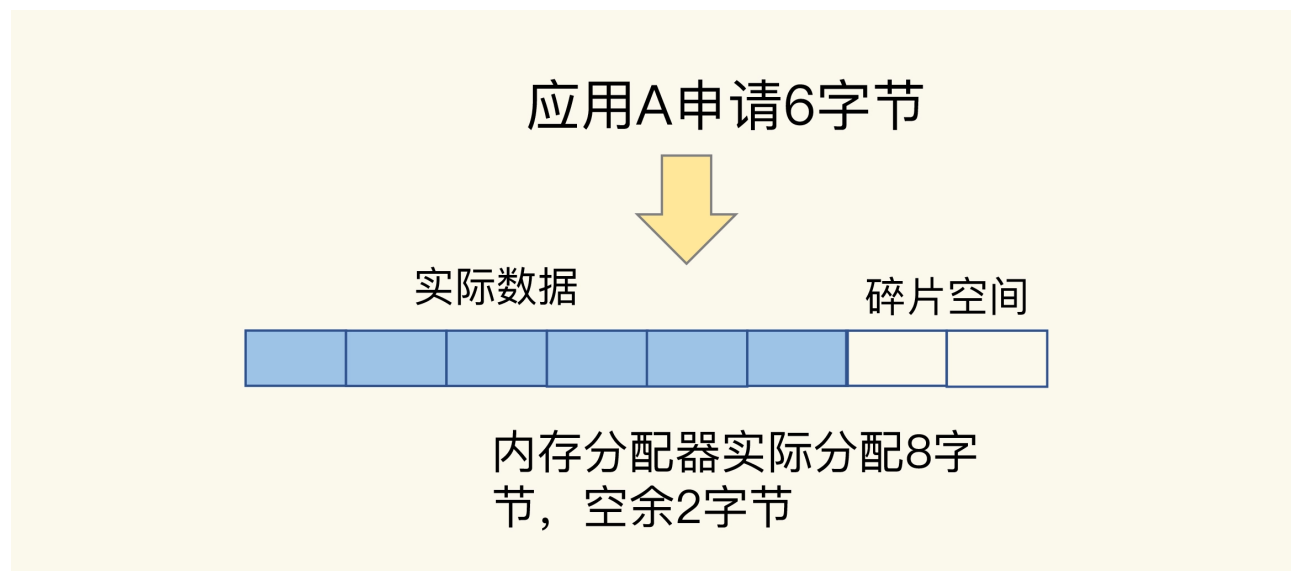 应用A申请6字节
实际数据
碎片空间
内存分配器实际分配8字
节，空余2字节